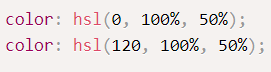 color: hsl(0, 100%, 50%);
color: hsl(120, 100%, 50%);